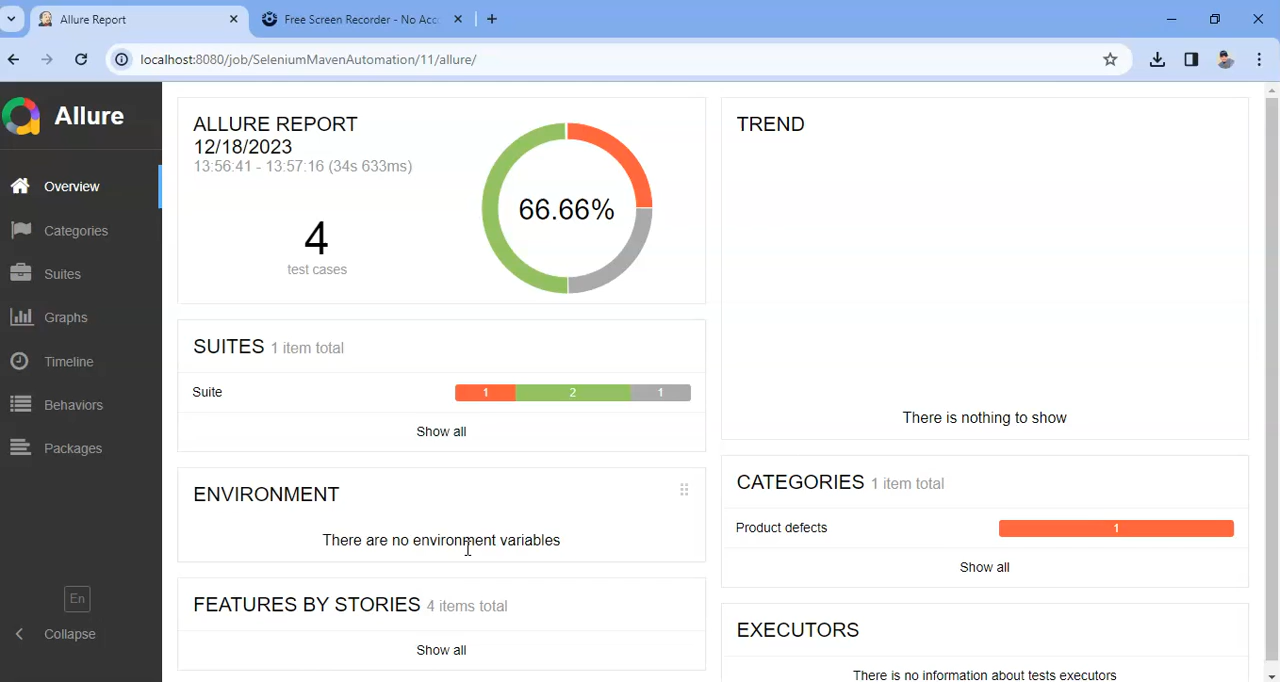 Allure Report
Free Screen Recorder - No Acc
localhost:8080/job/SeleniumMavenAutomation/11/allure/
Allure
Overview
Categories
Suites
Graphs
Timeline
Behaviors
Packages
En
Collapse
ALLURE REPORT
12/18/2023
13:56:41 - 13:57:16 (34s 633ms)
4
test cases
66.66%
SUITES 1 item total
Suite 1 2 1
Show all
ENVIRONMENT
There are no environment variables
FEATURES BY STORIES 4 items total
Show all
TREND
There is nothing to show
CATEGORIES 1 item total
Product defects 1
Show all
EXECUTORS
There is no information about tests executors